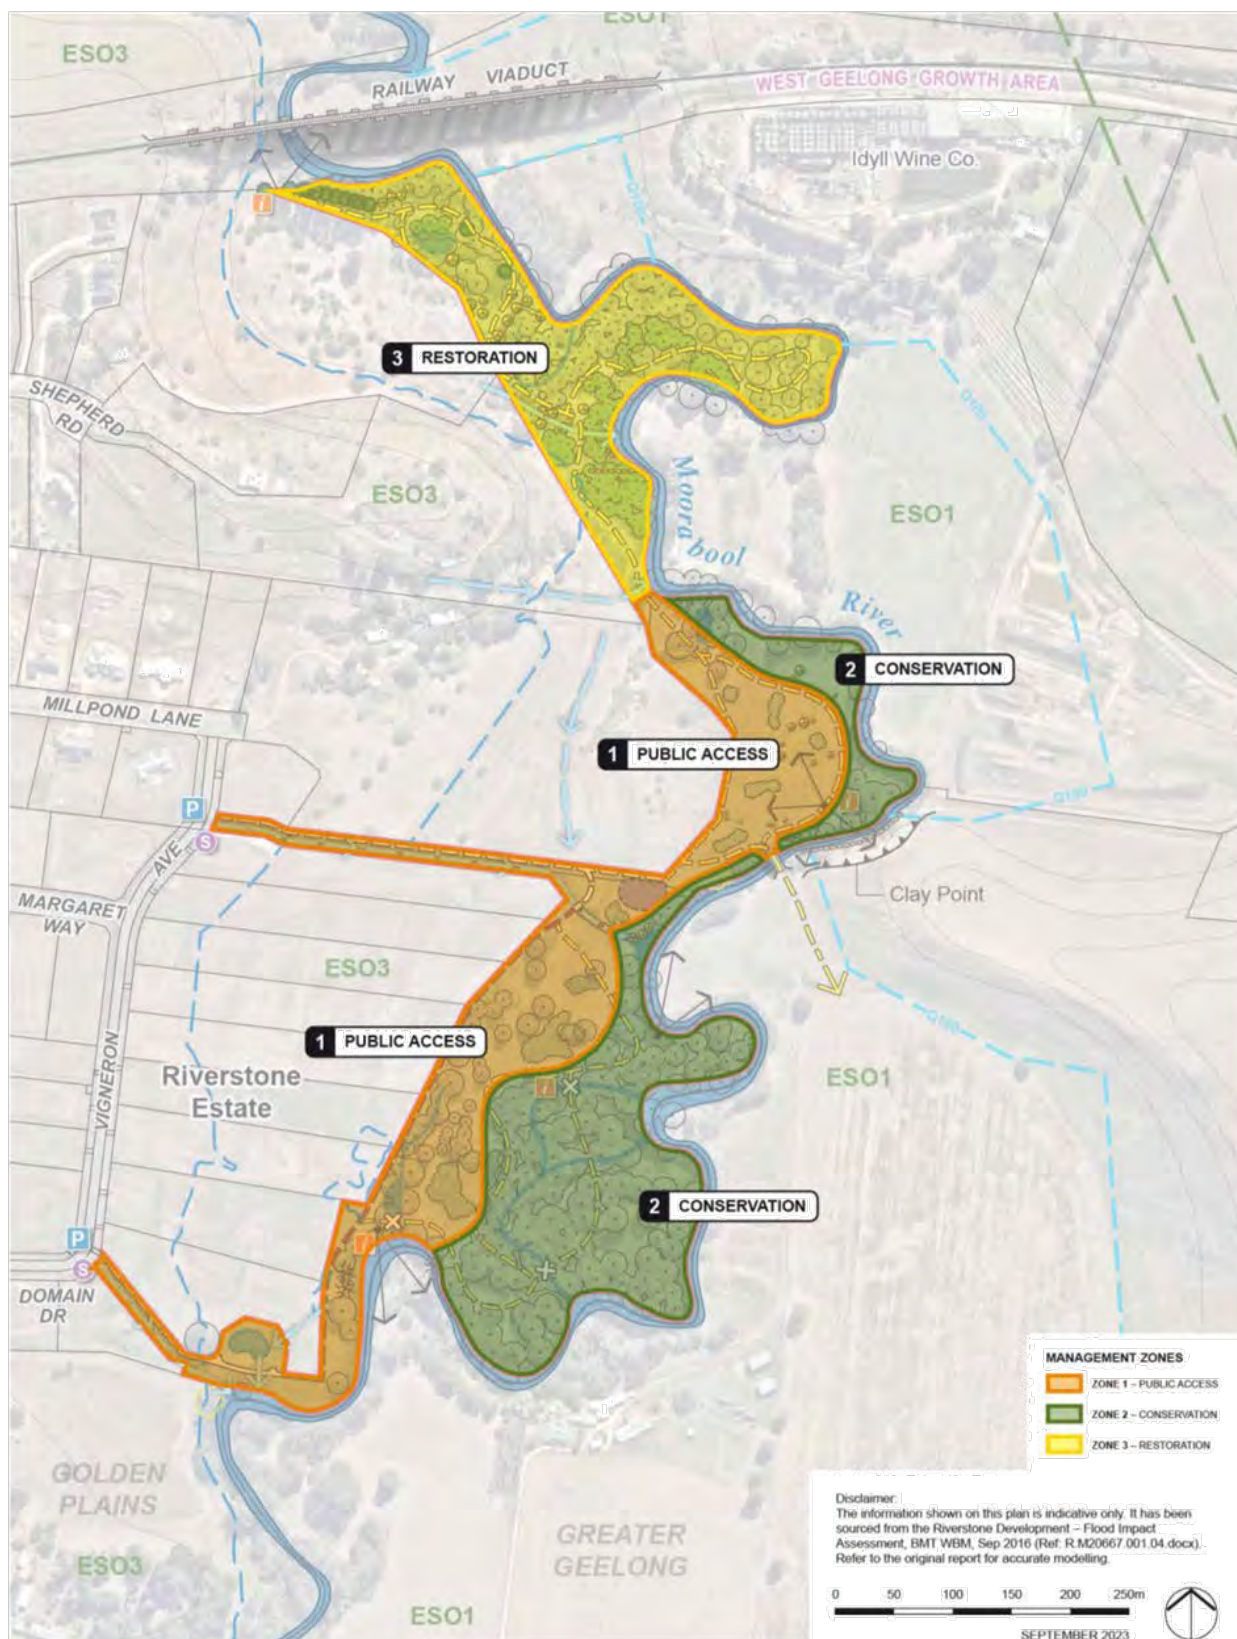 ESO1
ESO3
RAILWAY VIADUCT
WEST GEELONG GROWTH AREA
Idyll Wine Co.
Q100
i
3 RESTORATION
SHEPHERD
RD
Q100
ESO3
ESO1
Moorabool
River
2 CONSERVATION
MILLPOND LANE
1 PUBLIC ACCESS
Q100
P
S
AVE
MARGARET
WAY
Clay Point
ESO3
Q100
VIGNERON
1 PUBLIC ACCESS
Riverstone
Estate
ESO1
i
2 CONSERVATION
P
S
i
DOMAIN
DR
MANAGEMENT ZONES
ZONE 1 – PUBLIC ACCESS
ZONE 2 – CONSERVATION
ZONE 3 – RESTORATION
GOLDEN
PLAINS
GREATER
GEELONG
ESO3
ESO1
Disclaimer:
The information shown on this plan is indicative only. It has been
sourced from the Riverstone Development – Flood Impact
Assessment, BMT WBM, Sep 2016 (Ref: R.M20667.001.04.docx).
Refer to the original report for accurate modelling.
0 50 100 150 200 250m
SEPTEMBER 2023